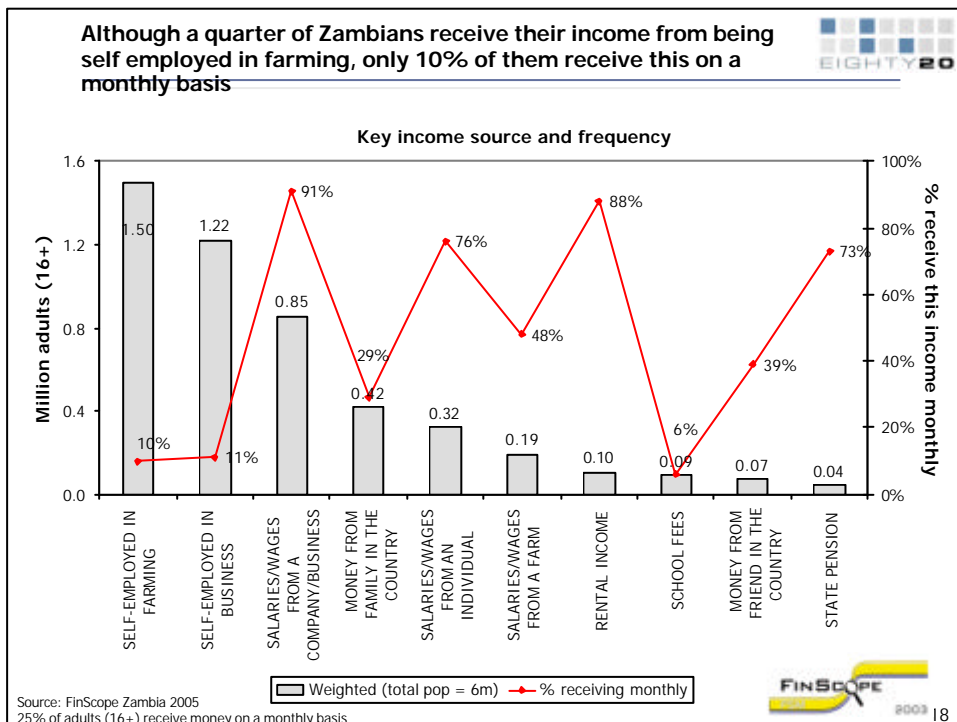 Although a quarter of Zambians receive their income from being
self employed in farming, only 10% of them receive this on a
monthly basis
EIGHTY20
Key income source and frequency
Million adults (16+)
1.6
1.2
0.8
0.4
0.0
1.50
1.22
0.85
0.42
0.32
0.19
0.10
0.09
0.07
0.04
10%
11%
91%
29%
76%
48%
88%
6%
39%
73%
100%
80%
60%
40%
20%
0%
% receive this income monthly
SELF-EMPLOYED IN
FARMING
SELF-EMPLOYED IN
BUSINESS
SALARIES/WAGES
FROM A
COMPANY/BUSINESS
MONEY FROM
FAMILY IN THE
COUNTRY
SALARIES/WAGES
FROM AN
INDIVIDUAL
SALARIES/WAGES
FROM A FARM
RENTAL INCOME
SCHOOL FEES
MONEY FROM
FRIEND IN THE
COUNTRY
STATE PENSION
Weighted (total pop = 6m)
% receiving monthly
Source: FinScope Zambia 2005
25% of adults (16+) receive money on a monthly basis
FINSCOPE
2003
18